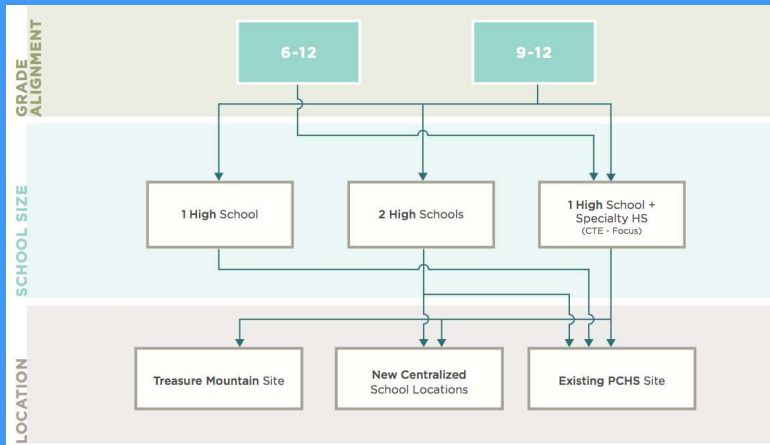 GRADE
ALIGNMENT
6-12
9-12
SCHOOL SIZE
1 High School
2 High Schools
1 High School +
Specialty HS
(CTE - Focus)
LOCATION
Treasure Mountain Site
New Centralized
School Locations
Existing PCHS Site